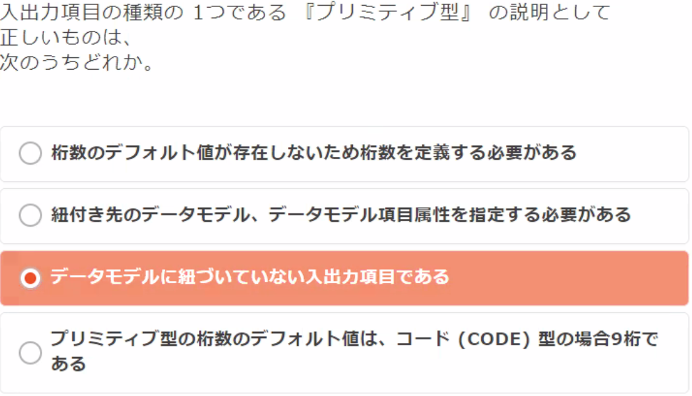 入出力項目の種類の 1つである 『プリミティブ型』 の説明として
正しいものは、
次のうちどれか。
桁数のデフォルト値が存在しないため桁数を定義する必要がある
紐付き先のデータモデル、データモデル項目属性を指定する必要がある
データモデルに紐づいていない入出力項目である
プリミティブ型の桁数のデフォルト値は、コード (CODE) 型の場合9桁で
ある